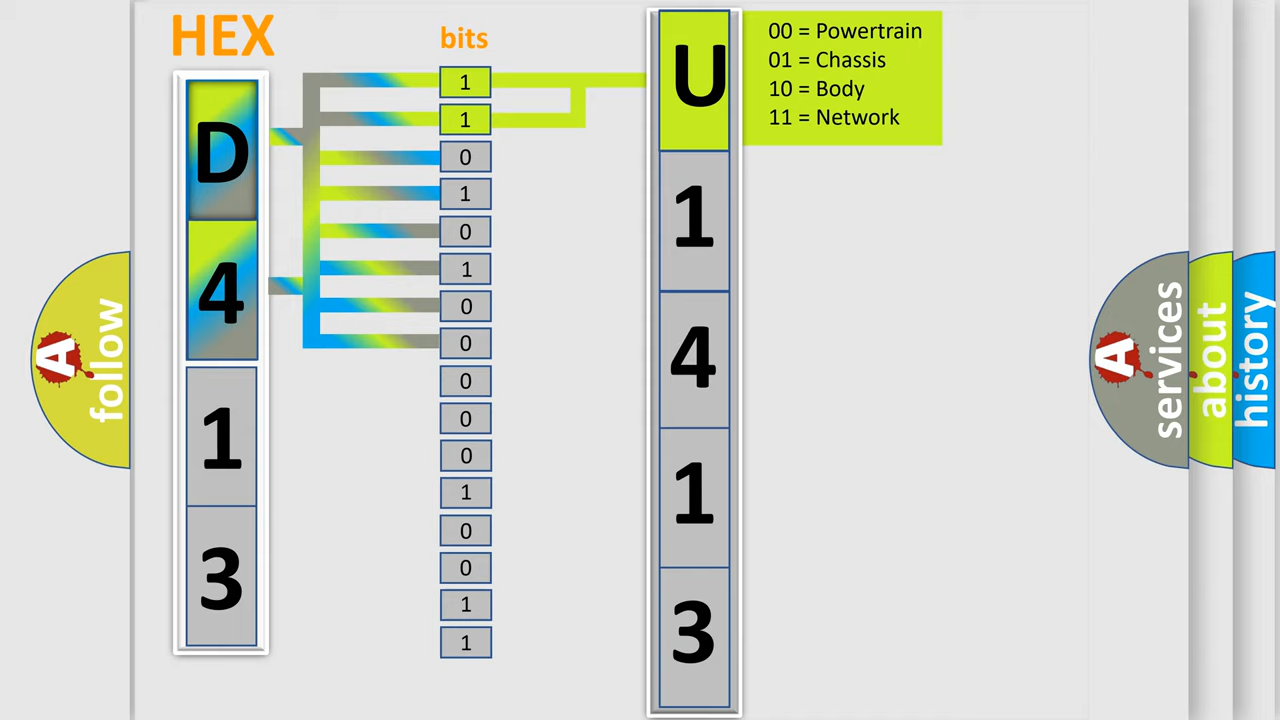 HEX
D
4
1
3
bits
1
1
0
1
0
1
0
0
0
0
0
1
0
0
1
1
U
1
4
1
3
00 = Powertrain
01 = Chassis
10 = Body
11 = Network
A follow
A services
about
history